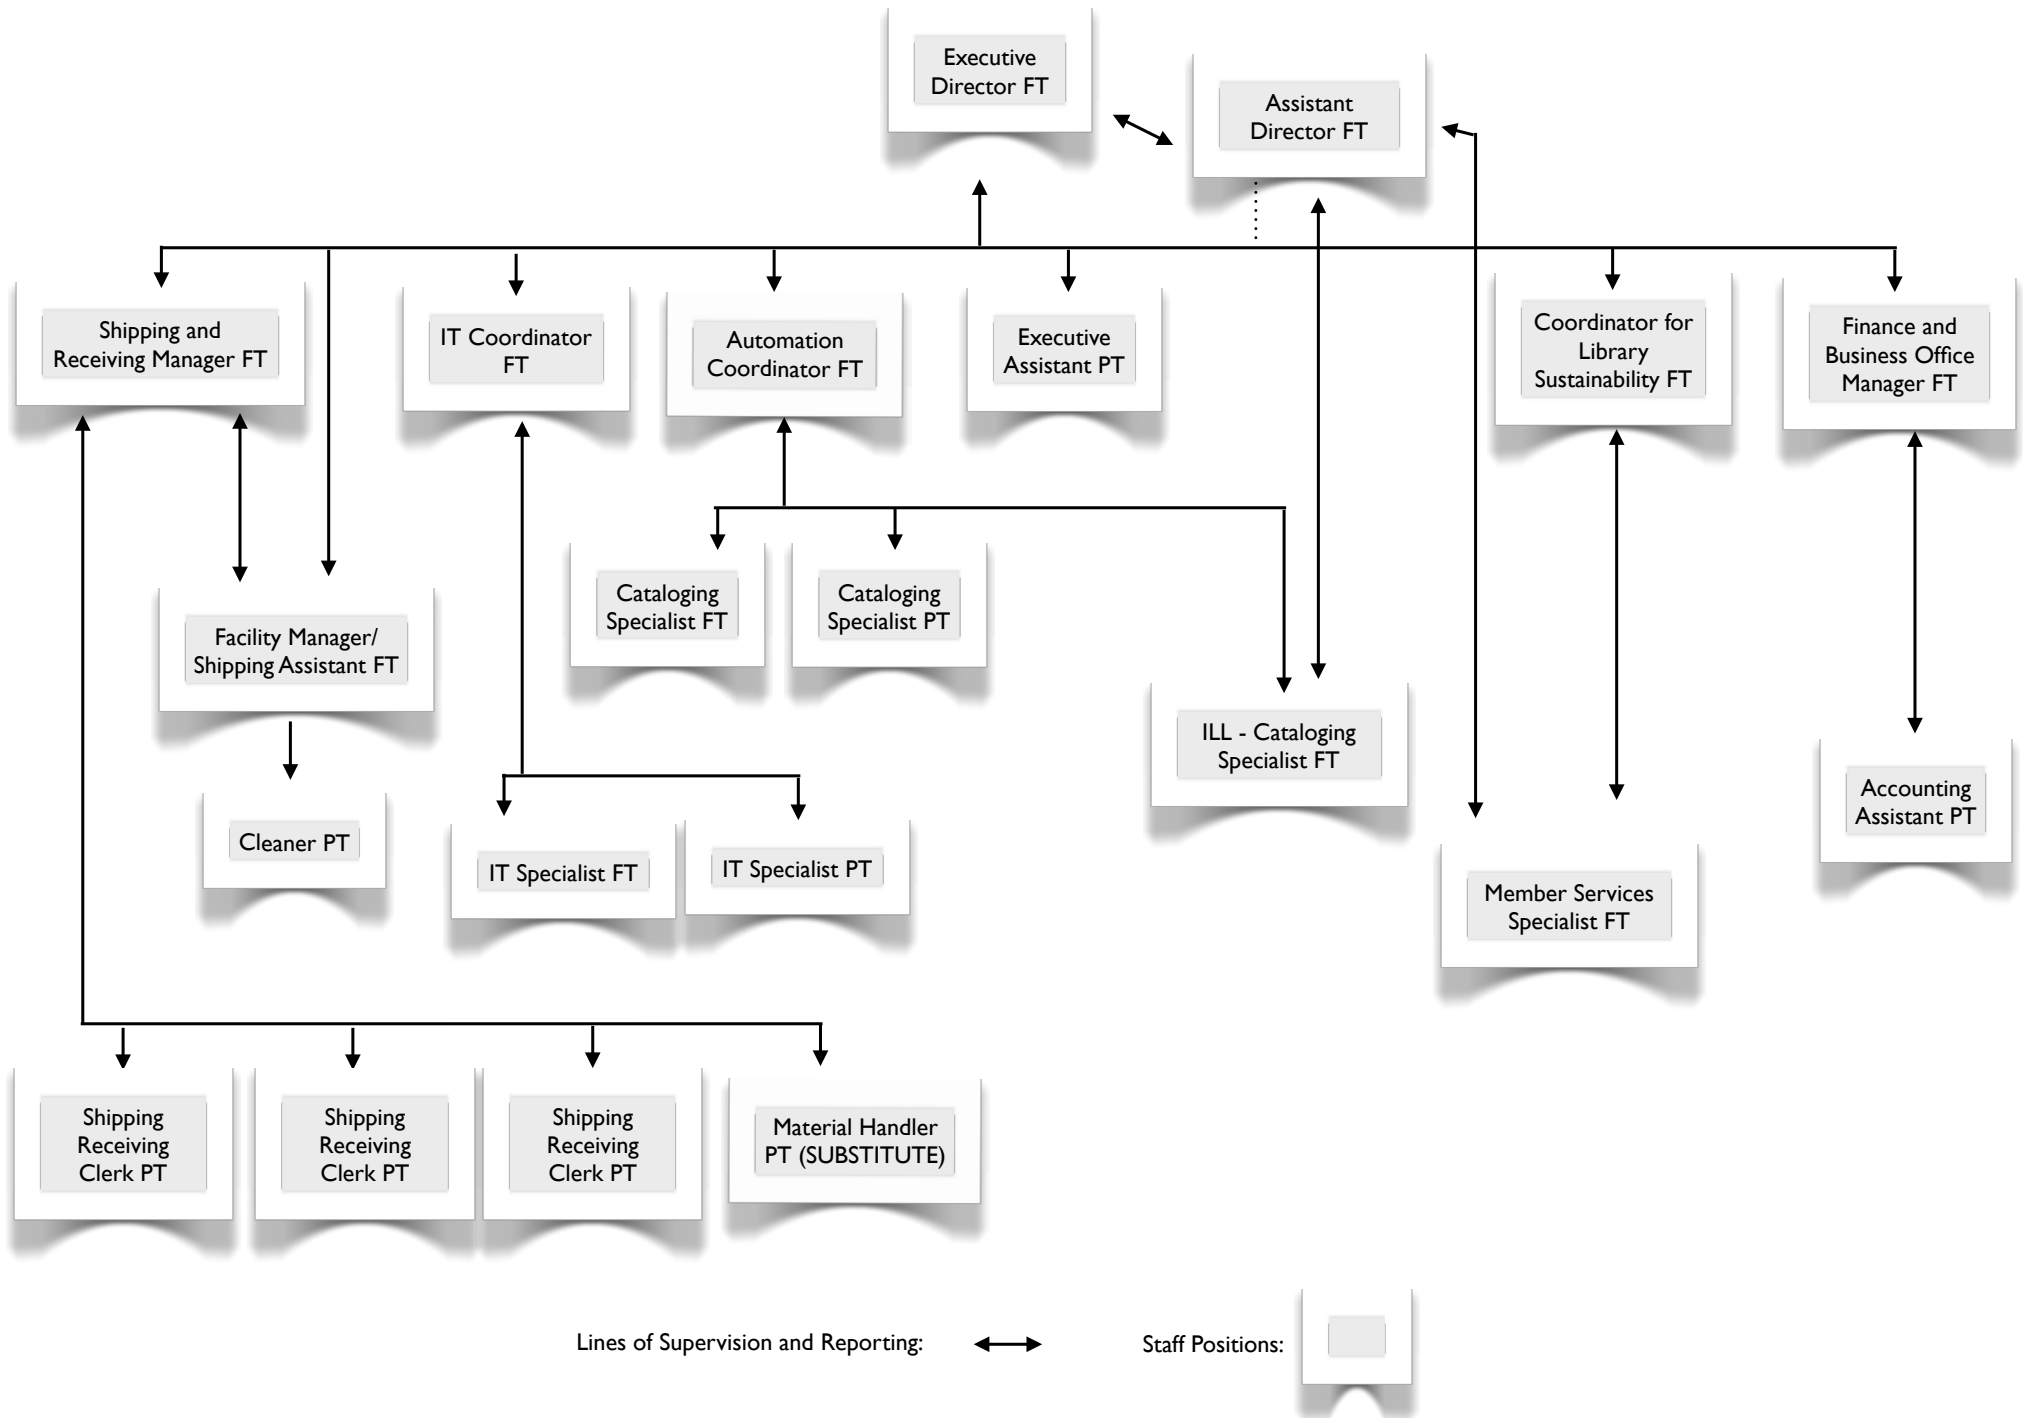 Executive
Director FT
Assistant
Director FT
Shipping and
Receiving Manager FT
IT Coordinator
FT
Automation
Coordinator FT
Executive
Assistant PT
Coordinator for
Library
Sustainability FT
Finance and
Business Office
Manager FT
Cataloging
Specialist FT
Cataloging
Specialist PT
Facility Manager/
Shipping Assistant FT
ILL - Cataloging
Specialist FT
Cleaner PT
IT Specialist FT
IT Specialist PT
Accounting
Assistant PT
Member Services
Specialist FT
Shipping
Receiving
Clerk PT
Shipping
Receiving
Clerk PT
Shipping
Receiving
Clerk PT
Material Handler
PT (SUBSTITUTE)
Lines of Supervision and Reporting:
Staff Positions: